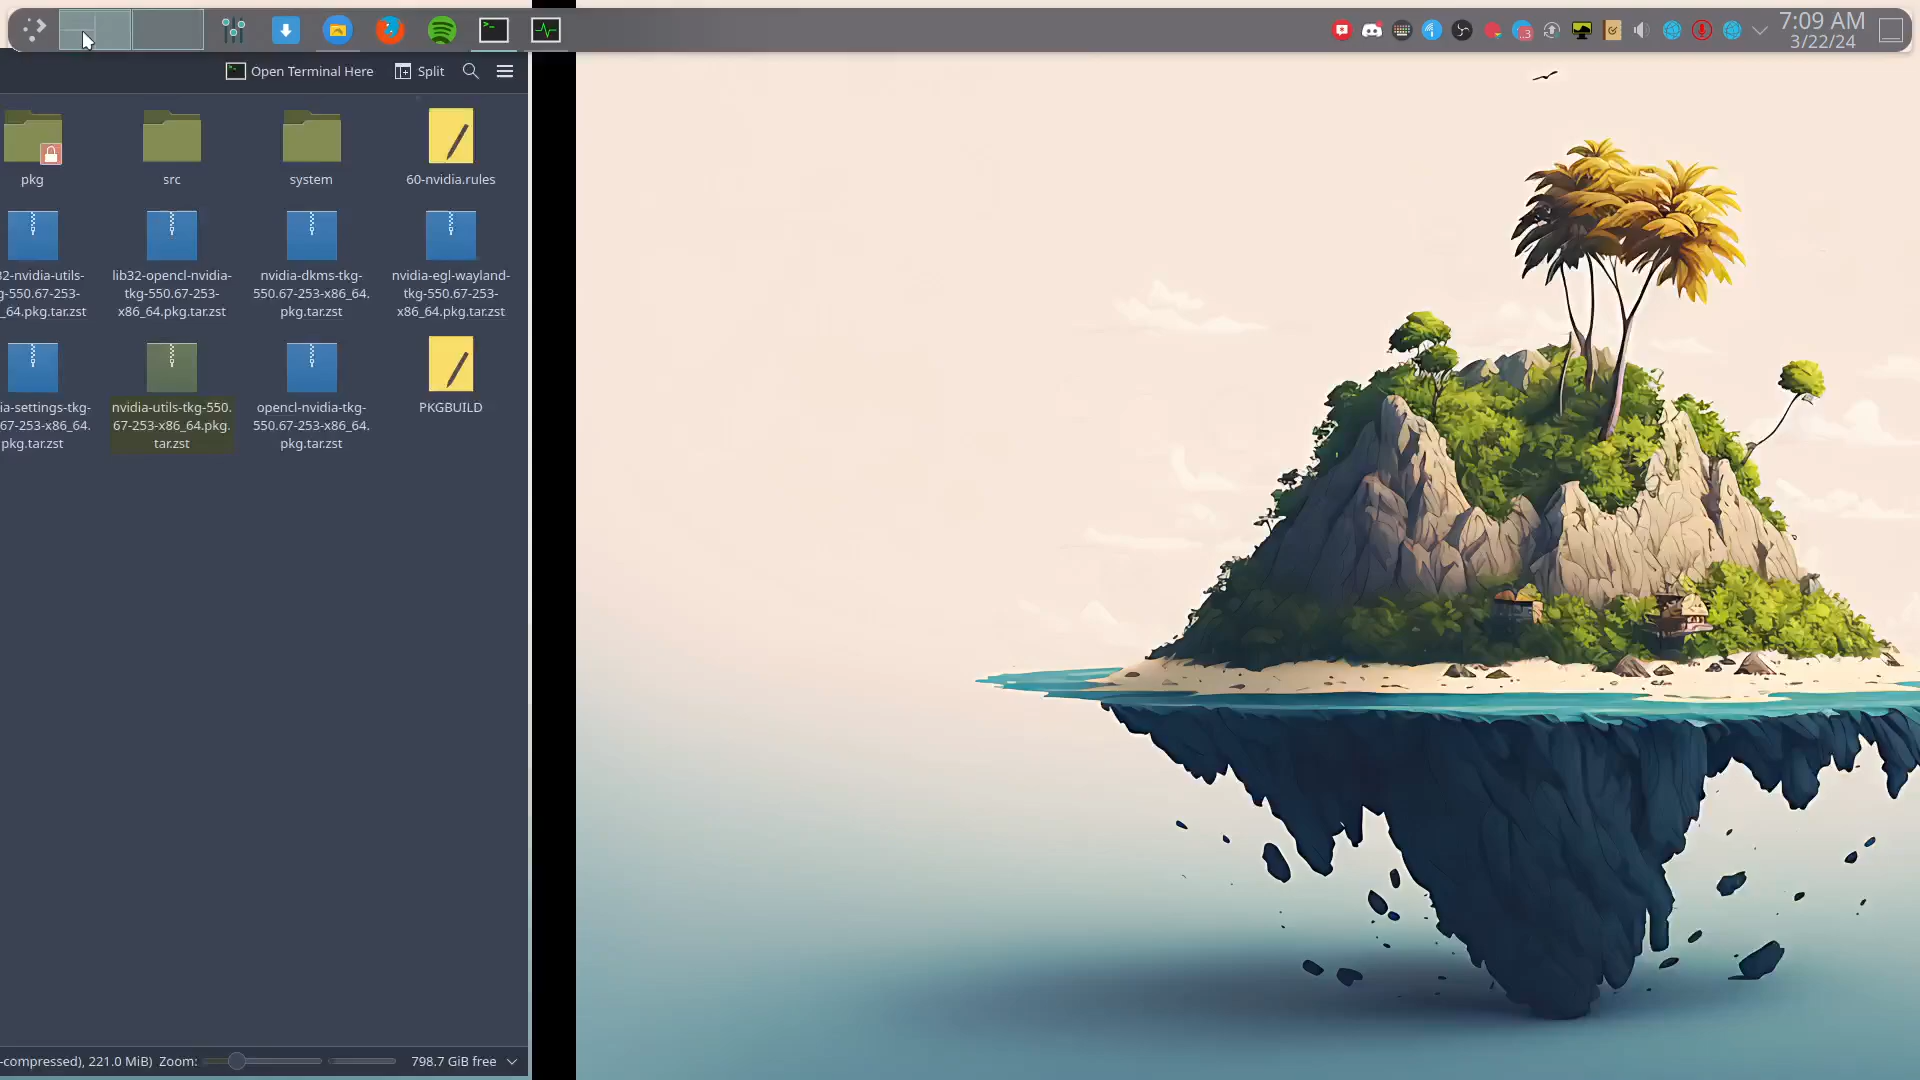 7:09 AM
3/22/24
Open Terminal Here
Split
pkg
src
system
60-nvidia.rules
32-nvidia-utils-
g-550.67-253-
_64.pkg.tar.zst
lib32-opencl-nvidia-
tkg-550.67-253-
x86_64.pkg.tar.zst
nvidia-dkms-tkg-
550.67-253-x86_64.
pkg.tar.zst
nvidia-egl-wayland-
tkg-550.67-253-
x86_64.pkg.tar.zst
ia-settings-tkg-
67-253-x86_64.
pkg.tar.zst
nvidia-utils-tkg-550.
67-253-x86_64.pkg.
tar.zst
opencl-nvidia-tkg-
550.67-253-x86_64.
pkg.tar.zst
PKGBUILD
-compressed), 221.0 MiB)
Zoom:
798.7 GiB free